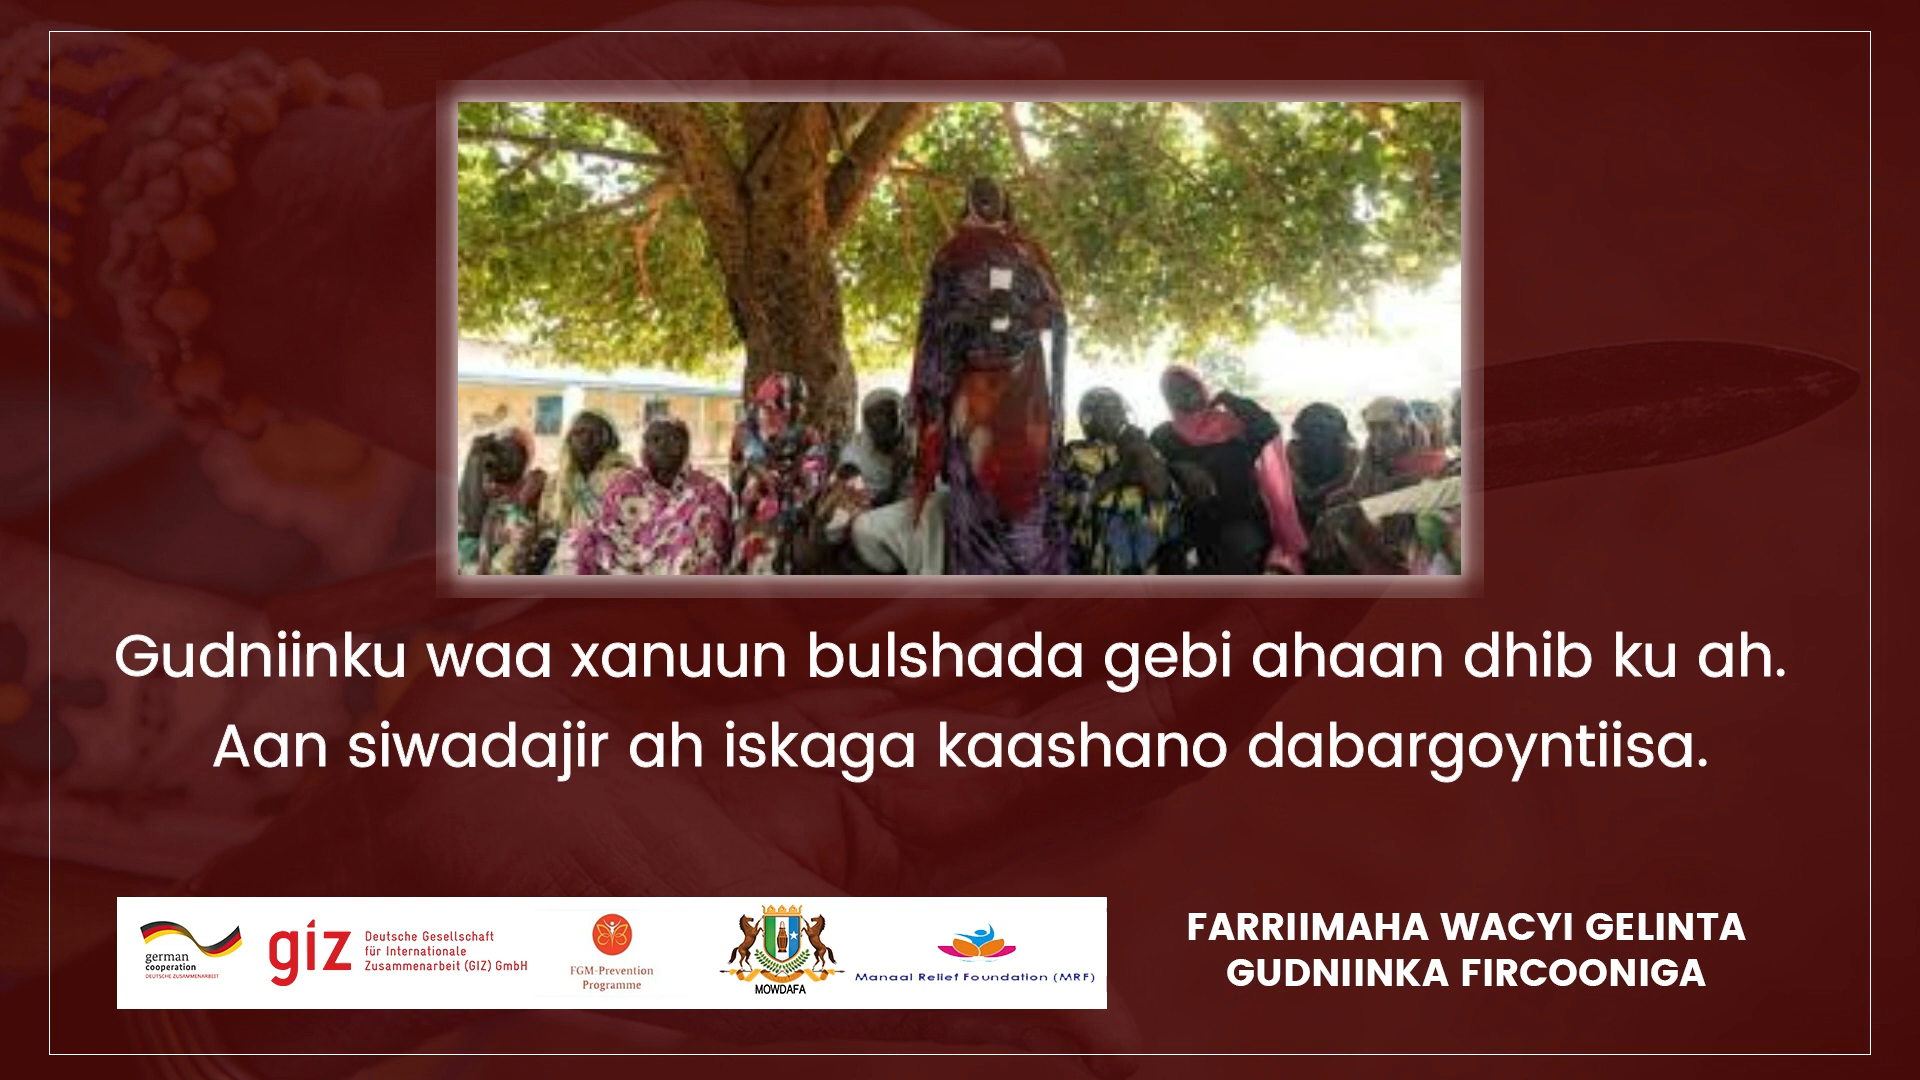 Gudniinku waa xanuun bulshada gebi ahaan dhib ku ah.
Aan siwadajir ah iskaga kaashano dabargoyntiisa.
german
cooperation
DEUTSCHE ZUSAMMENARBEIT
giz
Deutsche Gesellschaft
für Internationale
Zusammenarbeit (GIZ) GmbH
FGM-Prevention
Programme
MOWDAFA
Manaal Relief Foundation (MRF)
FARRIIMAHA WACYI GELINTA
GUDNIINKA FIRCOONIGA